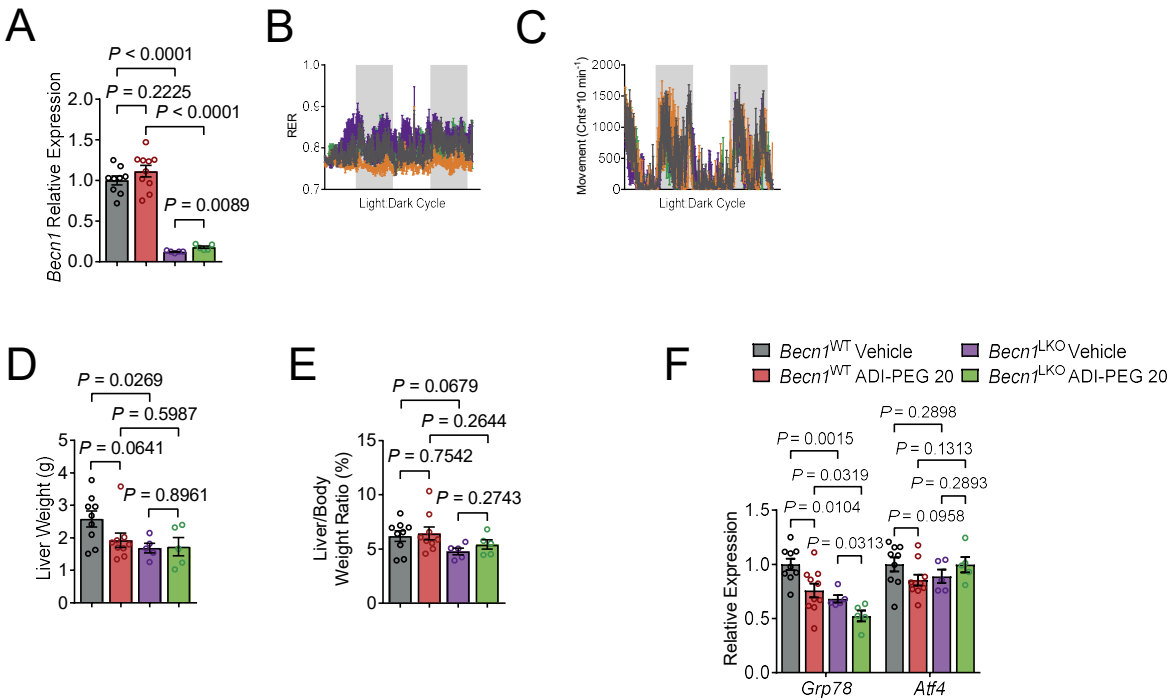 A
P < 0.0001
P = 0.2225
P < 0.0001
P = 0.0089
Becn1 Relative Expression
2.0
1.5
1.0
0.5
0.0
B
RER
1.0
0.9
0.8
0.7
Light Dark Cycle
C
Movement (Cnts*10 min⁻¹)
2000
1500
1000
500
0
Light Dark Cycle
D
P = 0.0269
P = 0.5987
P = 0.0641
P = 0.8961
Liver Weight (g)
5
4
3
2
1
0
E
P = 0.0679
P = 0.2644
P = 0.7542
P = 0.2743
Liver/Body
Weight Ratio (%)
15
10
5
0
F
Becn1ᵂᵀ Vehicle
Becn1ᴸᴷᴼ Vehicle
Becn1ᵂᵀ ADI-PEG 20
Becn1ᴸᴷᴼ ADI-PEG 20
P = 0.2898
P = 0.0015
P = 0.1313
P = 0.0319
P = 0.2893
P = 0.0104
P = 0.0958
P = 0.0313
Relative Expression
1.5
1.0
0.5
0.0
Grp78
Atf4